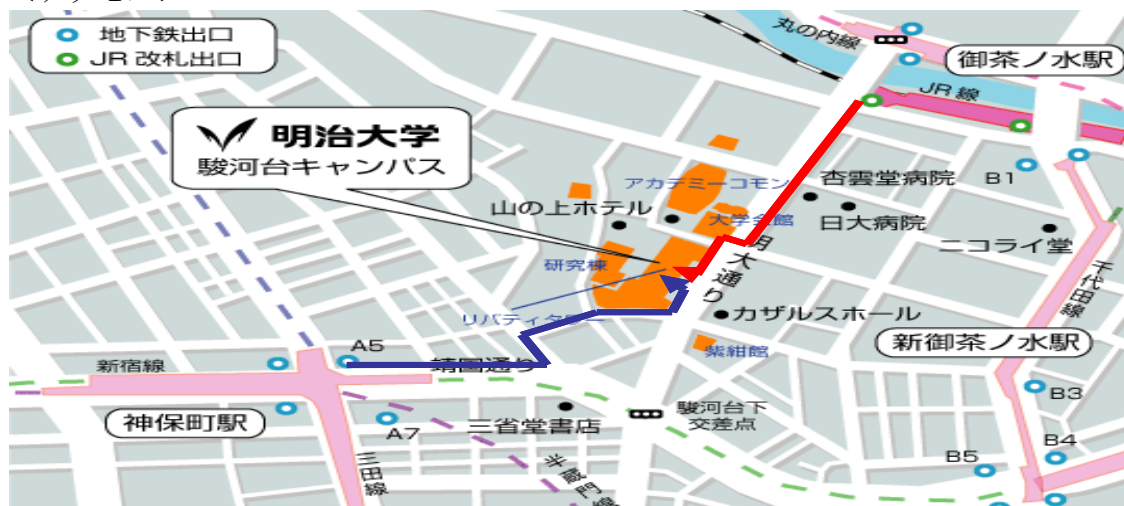 地下鉄出口
JR 改札出口
丸の内線
御茶ノ水駅
JR 線
明治大学
駿河台キャンパス
アカデミーコモン
杏雲堂病院
B1
山の上ホテル
大学会館
日大病院
ニコライ堂
研究棟
明大通り
千代田線
リバティタワー
カザルスホール
新御茶ノ水駅
紫紺館
A5
新宿線
靖国通り
神保町駅
A7
三省堂書店
駿河台下
交差点
B3
B4
B5
三田線
半蔵門線